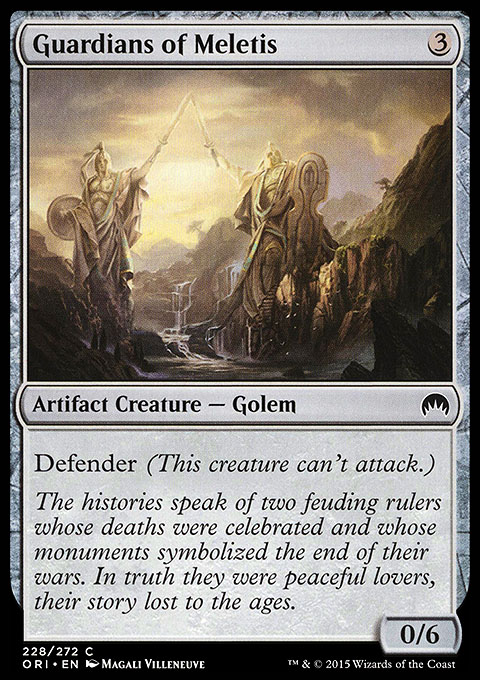 Guardians of Meletis 3
Artifact Creature — Golem
Defender (This creature can't attack.)
The histories speak of two feuding rulers
whose deaths were celebrated and whose
monuments symbolized the end of their
wars. In truth they were peaceful lovers,
their story lost to the ages.
0/6
228/272 C
ORI • EN Magali Villeneuve
™ & © 2015 Wizards of the Coast